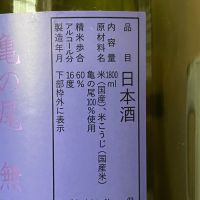 品目 日本酒
内容量 1800ml
原材料名 米(国産)、米こうじ(国産米)
亀の尾100%使用
精米歩合 60%
アルコール分 16度
製造年月 下部枠外に表示
亀の尾 無